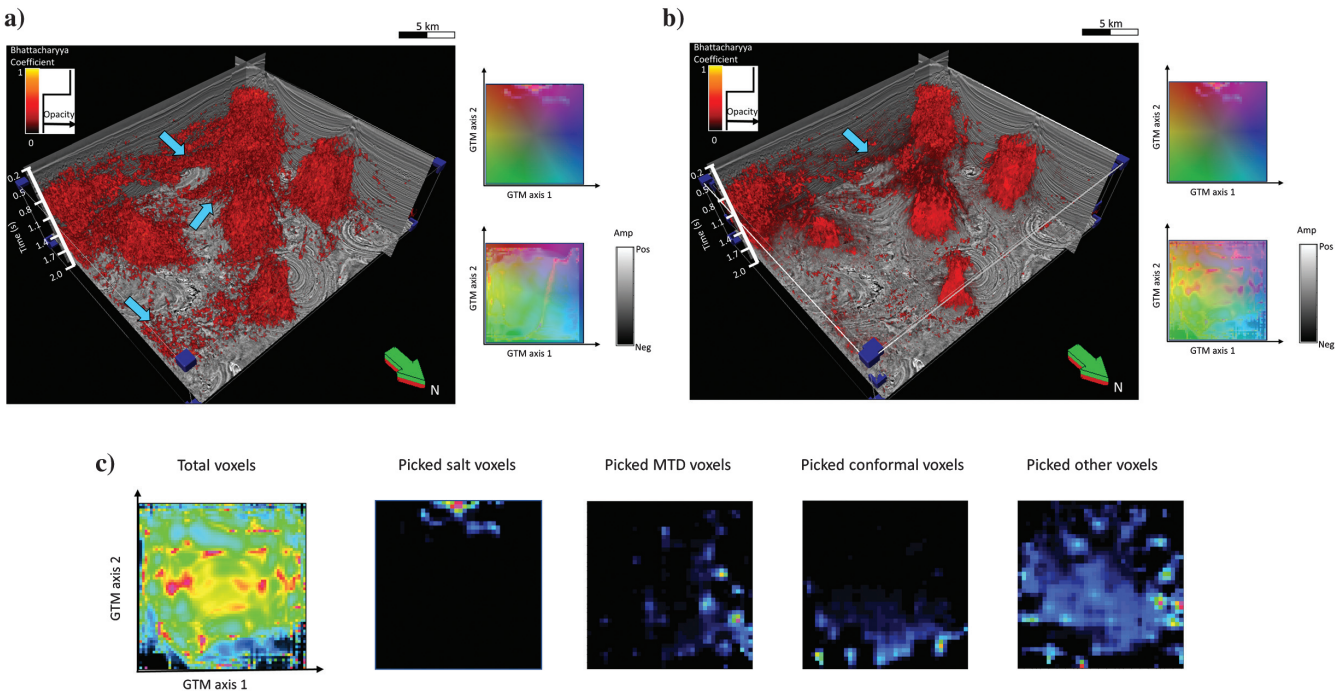 a)
5 km
Bhattacharyya
Coefficient
1
Opacity
0
0.2
0.5
0.8
1.1
1.4
1.7
2.0
Time (s)
N
GTM axis 2
GTM axis 1
GTM axis 2
GTM axis 1
Amp
Pos
Neg
b)
5 km
Bhattacharyya
Coefficient
1
Opacity
0
0.2
0.5
0.8
1.1
1.4
1.7
2.0
Time (s)
N
GTM axis 2
GTM axis 1
GTM axis 2
GTM axis 1
Amp
Pos
Neg
c)
Total voxels
Picked salt voxels
Picked MTD voxels
Picked conformal voxels
Picked other voxels
GTM axis 2
GTM axis 1